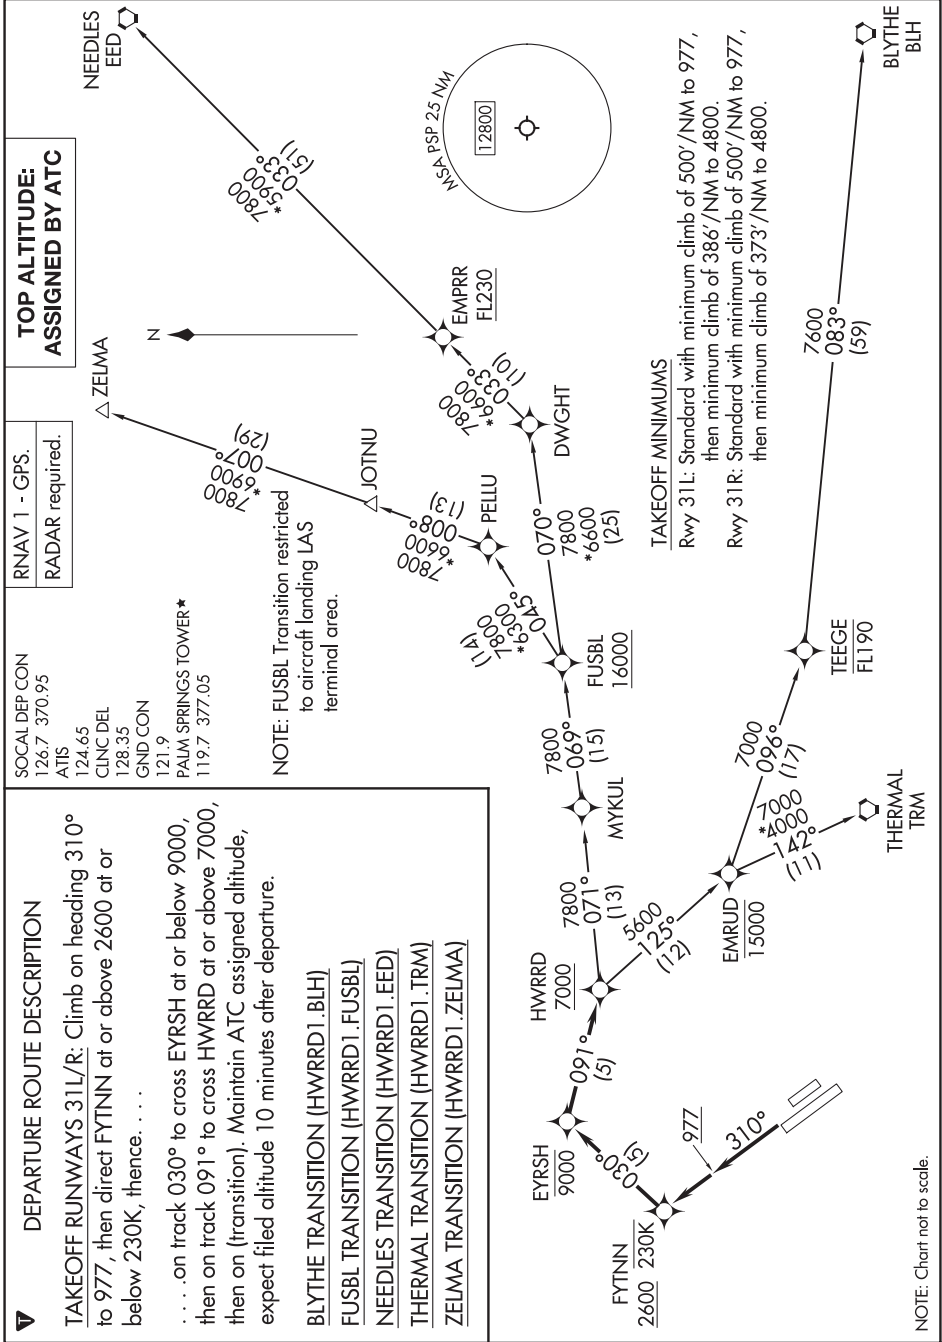 DEPARTURE ROUTE DESCRIPTION
T
TAKEOFF RUNWAYS 31L/R: Climb on heading 310°
to 977, then direct FYTNN at or above 2600 at or
below 230K, thence. . . .
. . . .on track 030° to cross EYRSH at or below 9000,
then on track 091° to cross HWRRD at or above 7000,
then on (transition). Maintain ATC assigned altitude,
expect filed altitude 10 minutes after departure.
BLYTHE TRANSITION (HWRRD1.BLH)
FUSBL TRANSITION (HWRRD1.FUSBL)
NEEDLES TRANSITION (HWRRD1.EED)
THERMAL TRANSITION (HWRRD1.TRM)
ZELMA TRANSITION (HWRRD1.ZELMA)
SOCAL DEP CON
126.7 370.95
ATIS
124.65
CLNC DEL
128.35
GND CON
121.9
PALM SPRINGS TOWER★
119.7 377.05
RNAV 1 - GPS.
RADAR required.
TOP ALTITUDE:
ASSIGNED BY ATC
NOTE: FUSBL Transition restricted
to aircraft landing LAS
terminal area.
NEEDLES
EED
ZELMA
N
7800
*5900
033°
(51)
7800
*6900
007°
(29)
JOTNU
7800
*6600
008°
(13)
PELLU
(14)
7800
*6300
045°
EMPRR
FL230
7800
*6600
033°
(10)
DWGHT
070°
7800
*6600
(25)
FUSBL
16000
7800
069°
(15)
MYKUL
7800
071°
(13)
HWRRD
7000
091°
(5)
EYRSH
9000
030°
(5)
FYTNN
2600 230K
977
310°
5600
125°
(12)
EMRUD
15000
7000
096°
(17)
7000
*4000
142°
(11)
THERMAL
TRM
TEEGE
FL190
7600
083°
(59)
BLYTHE
BLH
MSA PSP 25 NM
12800
TAKEOFF MINIMUMS
Rwy 31L: Standard with minimum climb of 500'/NM to 977,
then minimum climb of 386'/NM to 4800.
Rwy 31R: Standard with minimum climb of 500'/NM to 977,
then minimum climb of 373'/NM to 4800.
NOTE: Chart not to scale.